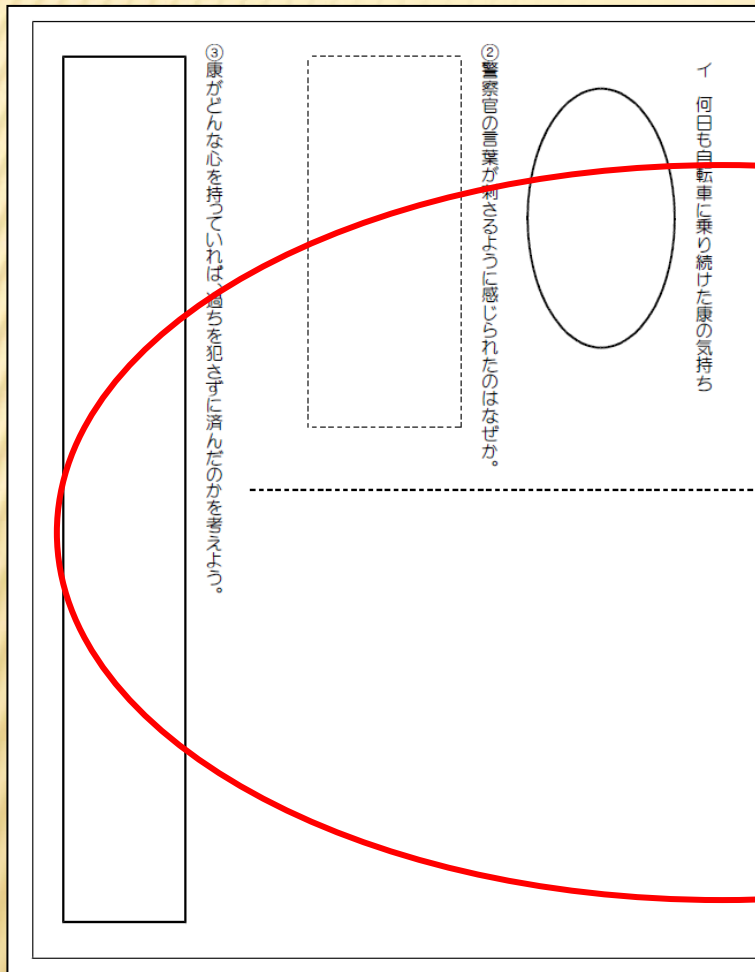 イ 何日も自転車に乗り続けた康の気持ち
②警察官の言葉が刺さるように感じられたのはなぜか。
③康がどんな心を持っていれば、過ちを犯さずに済んだのかを考えよう。